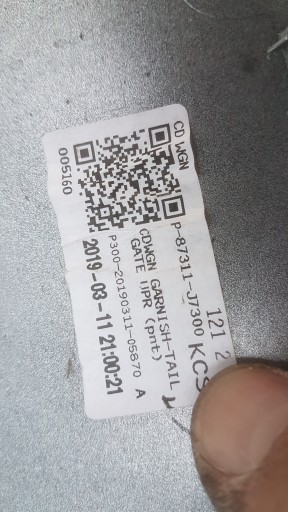 121 2
CD WGN
P-87311-J7300 KCS
CDWGN GARNISH-TAIL
GATE UPR (pnt)
P300-20190311-05870 A
005160
2019-03-11 21:00:21